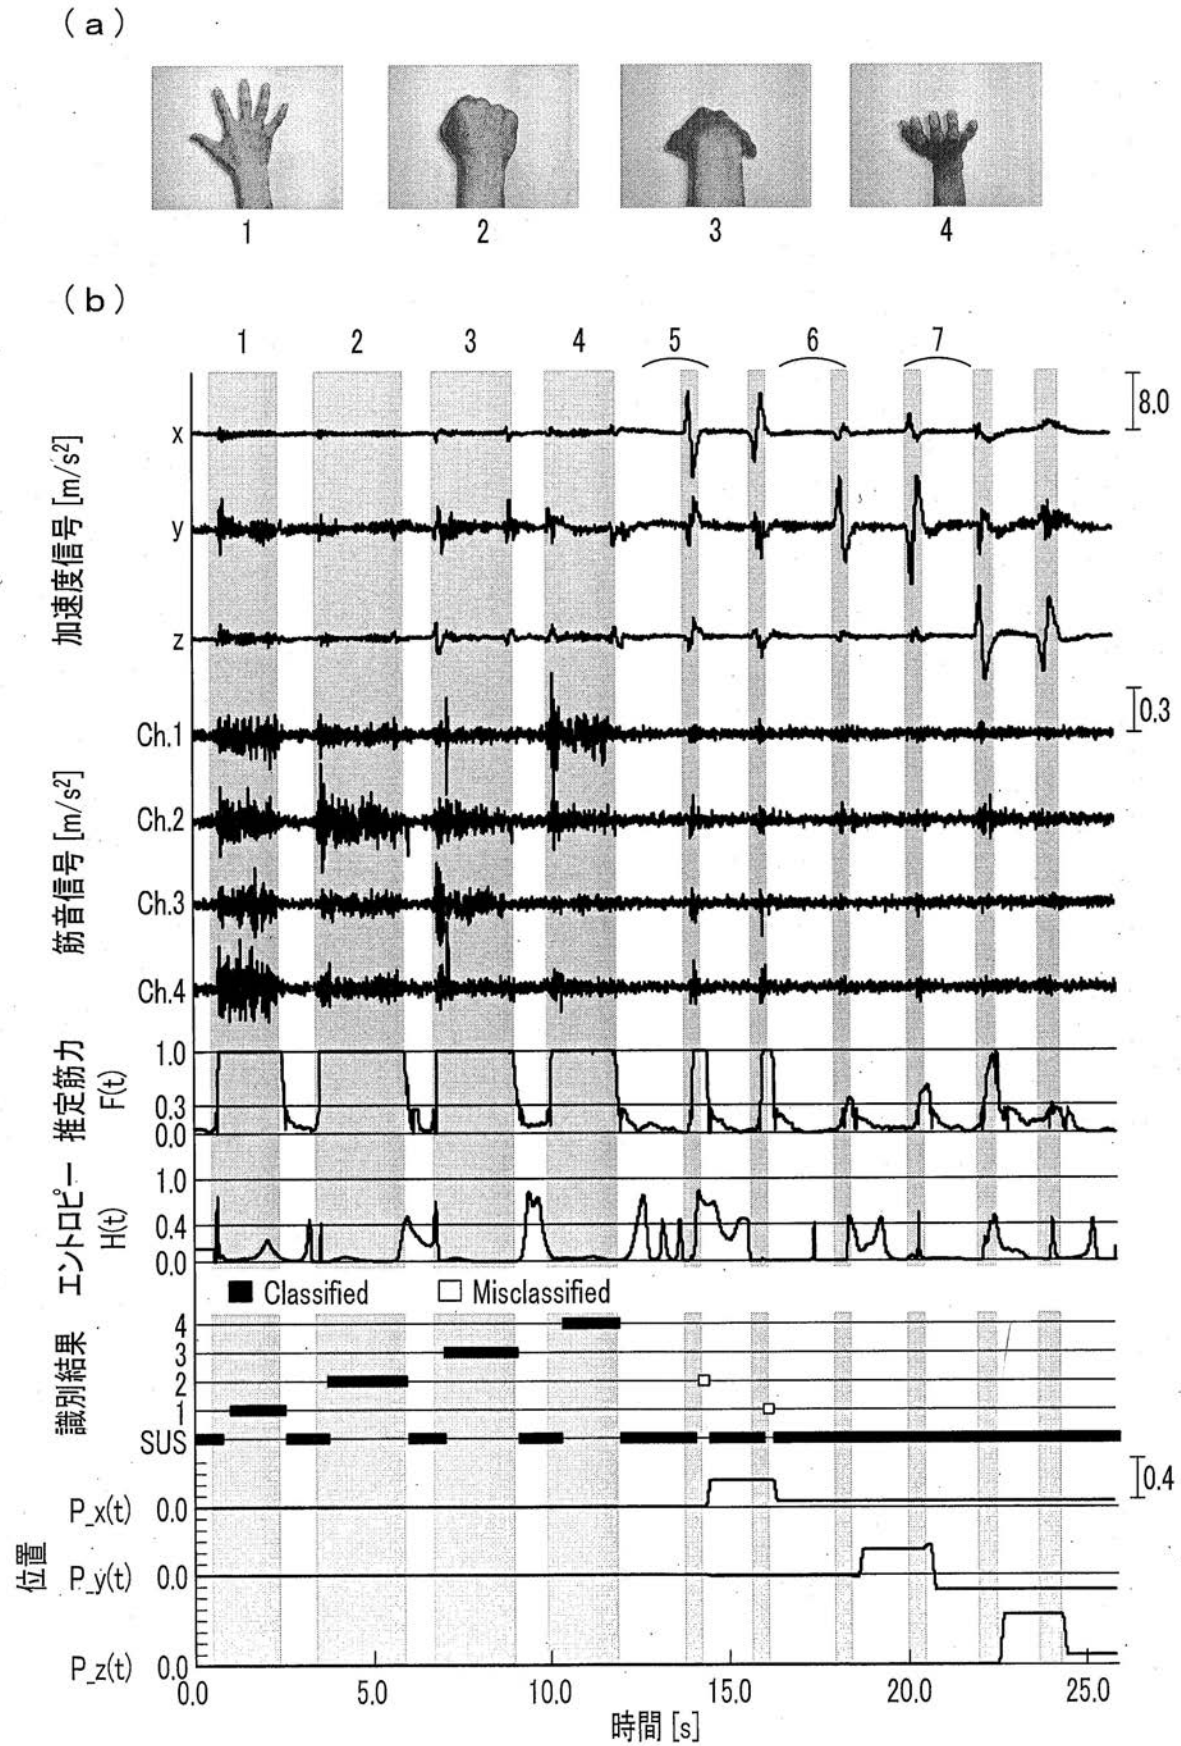 (a)
1 2 3 4
(b)
1 2 3 4 5 6 7
8.0
加速度信号 [m/s²]
x
y
z
0.3
筋音信号 [m/s²]
Ch.1
Ch.2
Ch.3
Ch.4
推定筋力
F(t)
1.0
0.3
0.0
エントロピー
H(t)
1.0
0.4
0.0
Classified Misclassified
識別結果
4
3
2
1
SUS
0.4
位置
P_x(t) 0.0
P_y(t) 0.0
P_z(t) 0.0
0.0 5.0 10.0 15.0 20.0 25.0
時間 [s]